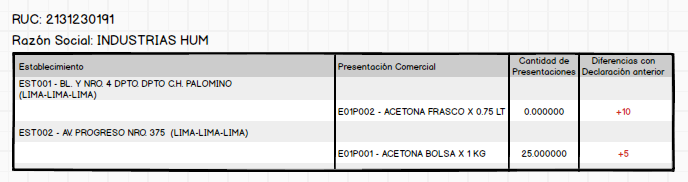 RUC: 2131230191
Razón Social: INDUSTRIAS HUM
Establecimiento Presentación Comercial Cantidad de Presentaciones Diferencias con Declaración anterior
EST001 - BL. Y NRO. 4 DPTO. DPTO C.H. PALOMINO
(LIMA-LIMA-LIMA)
E01P002 - ACETONA FRASCO X 0.75 LT 0.000000 +10
EST002 - AV. PROGRESO NRO. 375 (LIMA-LIMA-LIMA)
E01P001 - ACETONA BOLSA X 1 KG 25.000000 +5